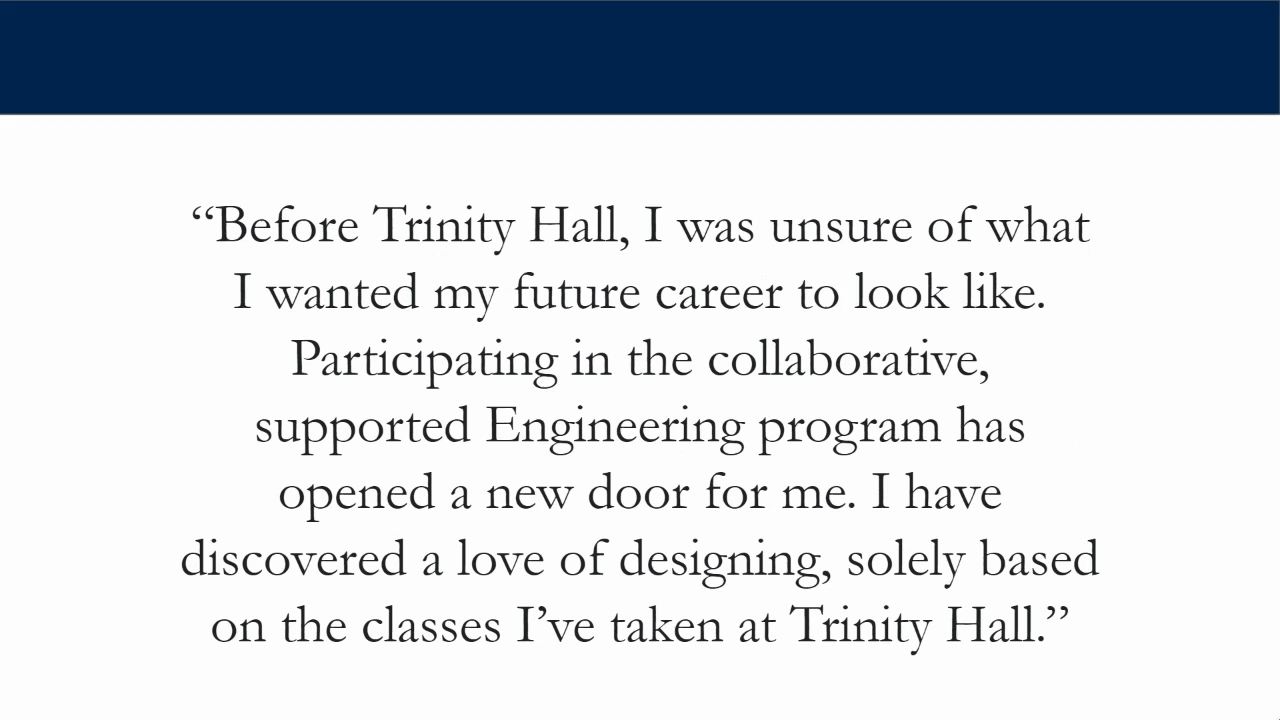 “Before Trinity Hall, I was unsure of what
I wanted my future career to look like.
Participating in the collaborative,
supported Engineering program has
opened a new door for me. I have
discovered a love of designing, solely based
on the classes I’ve taken at Trinity Hall.”